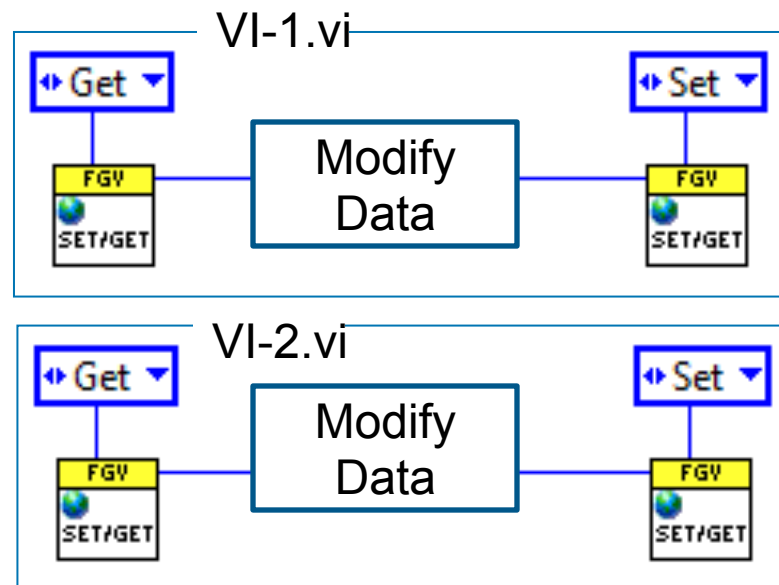 VI-1.vi
Get
Set
FGV
SET/GET
Modify
Data
FGV
SET/GET
VI-2.vi
Get
Set
FGV
SET/GET
Modify
Data
FGV
SET/GET